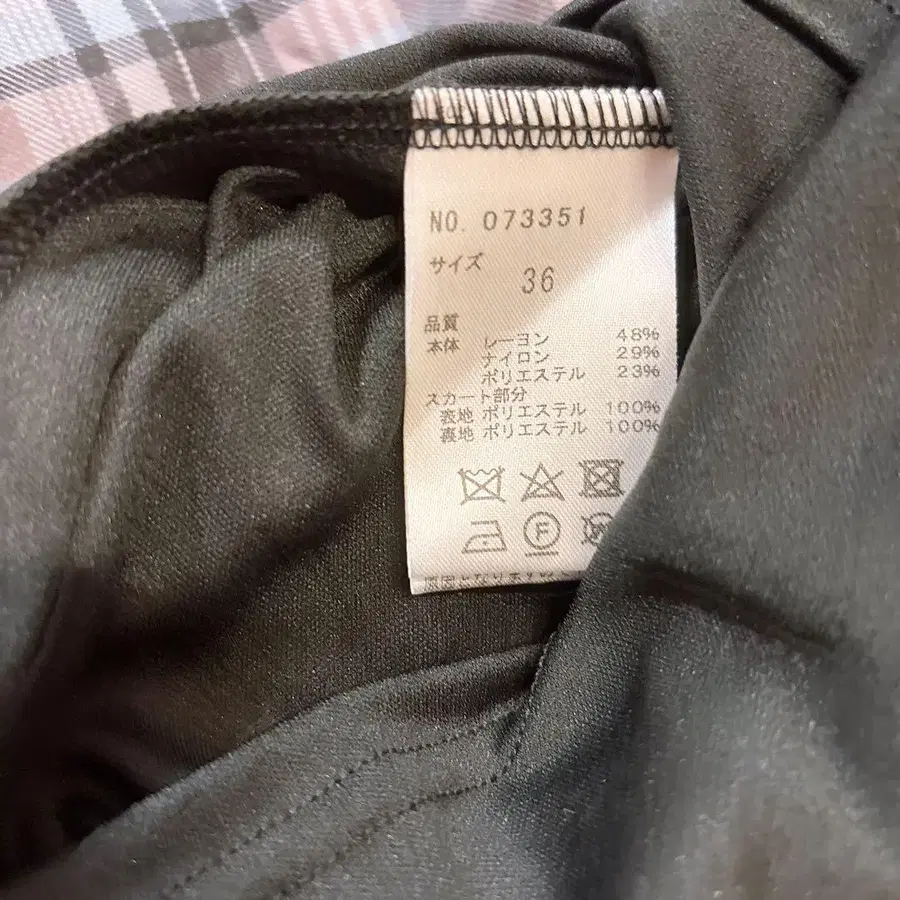 NO. 073351
サイズ
36
品質
本体 レーヨン 48%
ナイロン 29%
ポリエステル 23%
スカート部分
表地 ポリエステル 100%
裏地 ポリエステル 100%
F